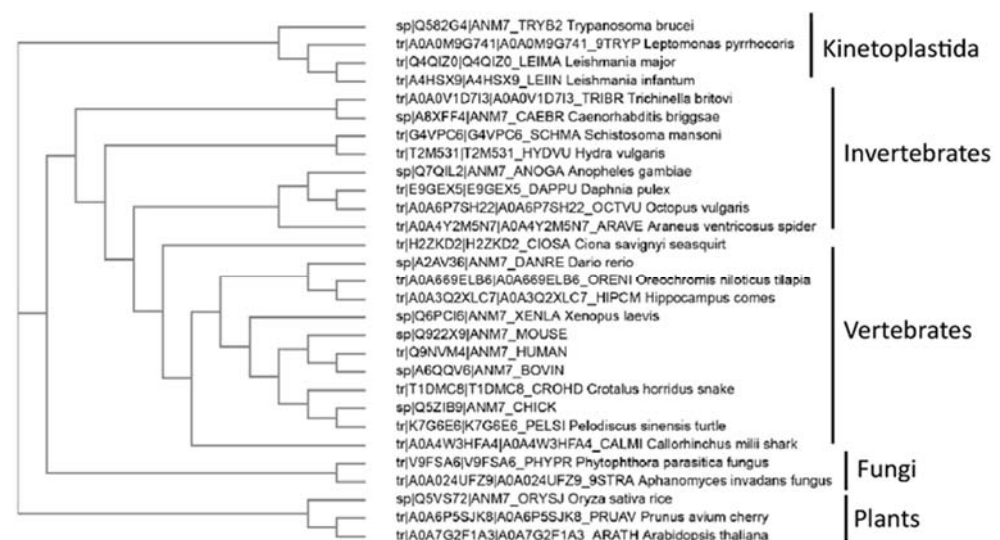 sp|Q582G4|ANM7_TRYB2 Trypanosoma brucei
tr|A0A0M9G741|A0A0M9G741_9TRYP Leptomonas pyrrhocoris
Kinetoplastida
tr|Q4QIZ0|Q4QIZ0_LEIMA Leishmania major
tr|A4HSX9|A4HSX9_LEIIN Leishmania infantum
tr|A0A0V1D7I3|A0A0V1D7I3_TRIBR Trichinella britovi
sp|A8XFF4|ANM7_CAEBR Caenorhabditis briggsae
tr|G4VPC6|G4VPC6_SCHMA Schistosoma mansoni
tr|T2M531|T2M531_HYDVU Hydra vulgaris
Invertebrates
sp|Q7QIL2|ANM7_ANOGA Anopheles gambiae
tr|E9GEX5|E9GEX5_DAPPU Daphnia pulex
tr|A0A6P7SH22|A0A6P7SH22_OCTVU Octopus vulgaris
tr|A0A4Y2M5N7|A0A4Y2M5N7_ARAVE Araneus ventricosus spider
tr|H2ZKD2|H2ZKD2_CIOSA Ciona savignyi seasquirt
sp|A2AV36|ANM7_DANRE Dario rerio
tr|A0A669ELB6|A0A669ELB6_ORENI Oreochromis niloticus tilapia
tr|A0A3Q2XLC7|A0A3Q2XLC7_HIPCM Hippocampus comes
sp|Q6PCI6|ANM7_XENLA Xenopus laevis
Vertebrates
sp|Q922X9|ANM7_MOUSE
tr|Q9NVM4|ANM7_HUMAN
sp|A6QQV6|ANM7_BOVIN
tr|T1DMC8|T1DMC8_CROHD Crotalus horridus snake
sp|Q5ZIB9|ANM7_CHICK
tr|K7G6E6|K7G6E6_PELSI Pelodiscus sinensis turtle
tr|A0A4W3HFA4|A0A4W3HFA4_CALMI Callorhinchus milii shark
tr|V9FSA6|V9FSA6_PHYPR Phytophthora parasitica fungus
Fungi
tr|A0A024UFZ9|A0A024UFZ9_9STRA Aphanomyces invadans fungus
sp|Q5VS72|ANM7_ORYSJ Oryza sativa rice
tr|A0A6P5SJK8|A0A6P5SJK8_PRUAV Prunus avium cherry
Plants
tr|A0A7G2F1A3|A0A7G2F1A3_ARATH Arabidopsis thaliana